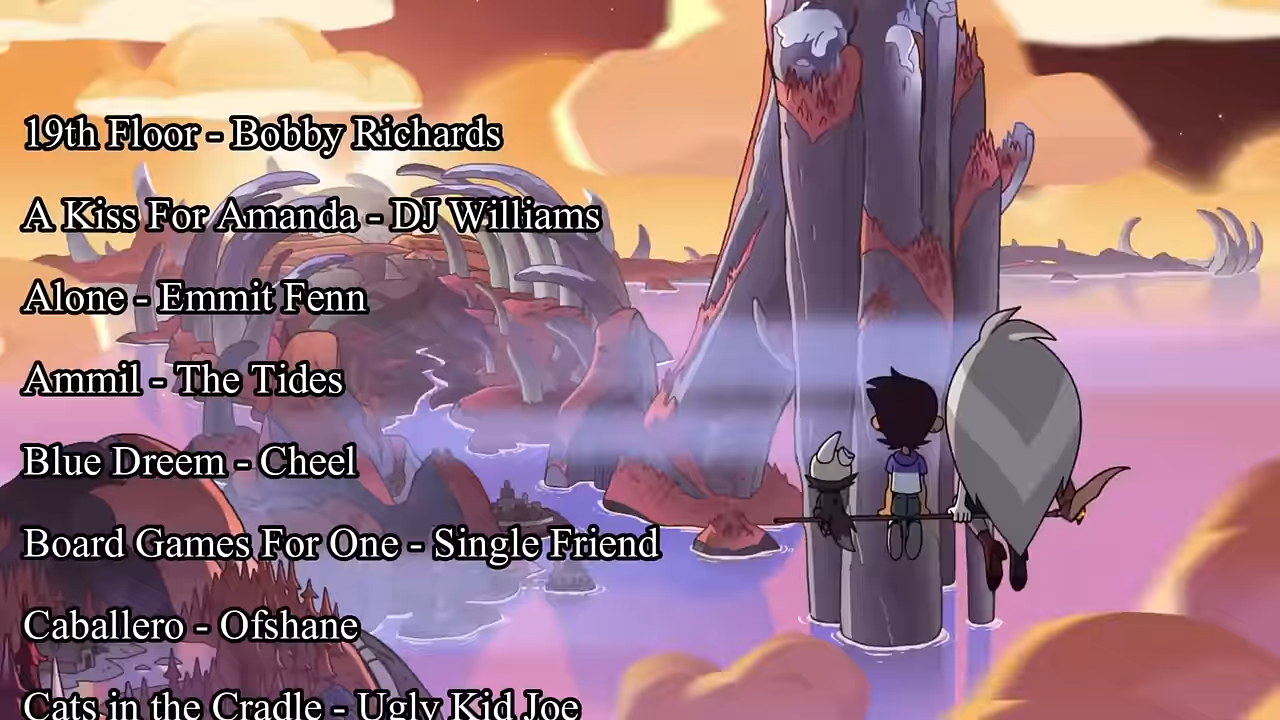 19th Floor - Bobby Richards
A Kiss For Amanda - DJ Williams
Alone - Emmit Fenn
Ammil - The Tides
Blue Dreem - Cheel
Board Games For One - Single Friend
Caballero - Ofshane
Cats in the Cradle - Ugly Kid Joe